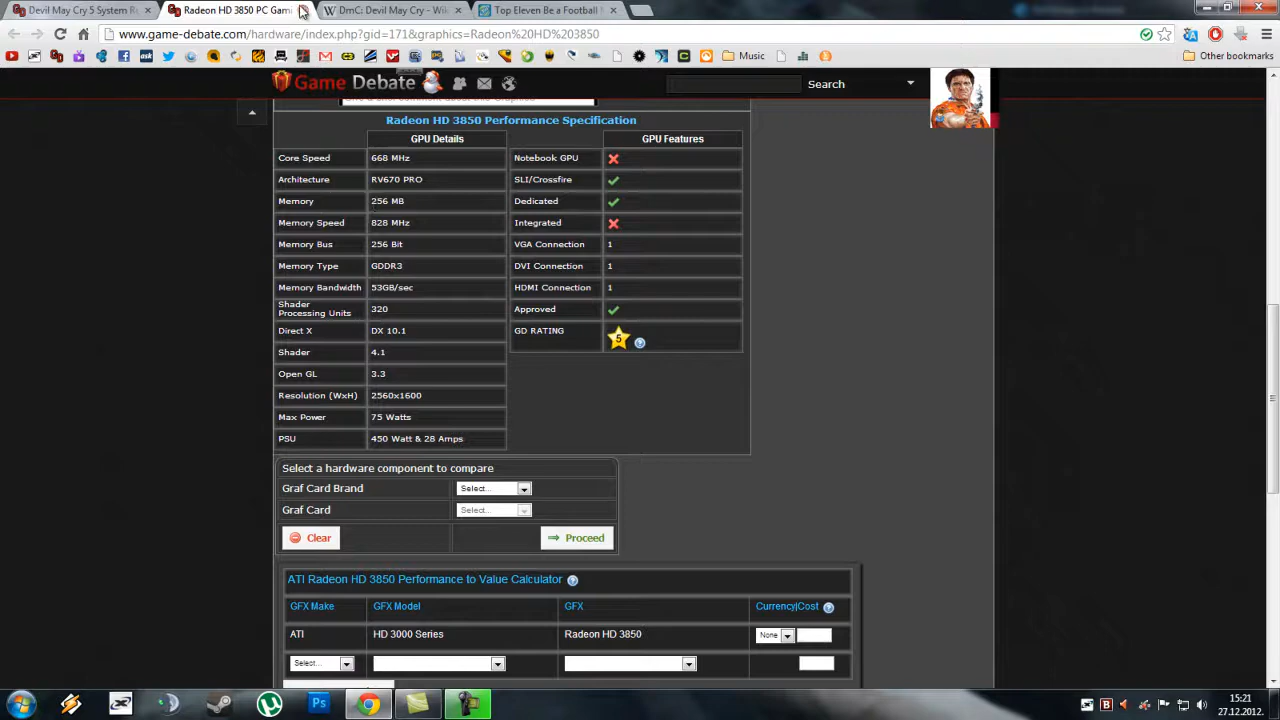 Devil May Cry 5 System Re
Radeon HD 3850 PC Gami
DmC: Devil May Cry - Wiki
Top Eleven Be a Football M
www.game-debate.com/hardware/index.php?gid=171&graphics=Radeon%20HD%203850
Music
Other bookmarks
Game Debate
Search
Radeon HD 3850 Performance Specification
GPU Details
GPU Features
Core Speed 668 MHz Notebook GPU
Architecture RV670 PRO SLI/Crossfire
Memory 256 MB Dedicated
Memory Speed 828 MHz Integrated
Memory Bus 256 Bit VGA Connection 1
Memory Type GDDR3 DVI Connection 1
Memory Bandwidth 53GB/sec HDMI Connection 1
Shader
Processing Units 320 Approved
Direct X DX 10.1 GD RATING 5
Shader 4.1
Open GL 3.3
Resolution (WxH) 2560x1600
Max Power 75 Watts
PSU 450 Watt & 28 Amps
Select a hardware component to compare
Graf Card Brand Select...
Graf Card Select...
Clear Proceed
ATI Radeon HD 3850 Performance to Value Calculator
GFX Make GFX Model GFX Currency|Cost
ATI HD 3000 Series Radeon HD 3850 None
Select...
15:21
27.12.2012.